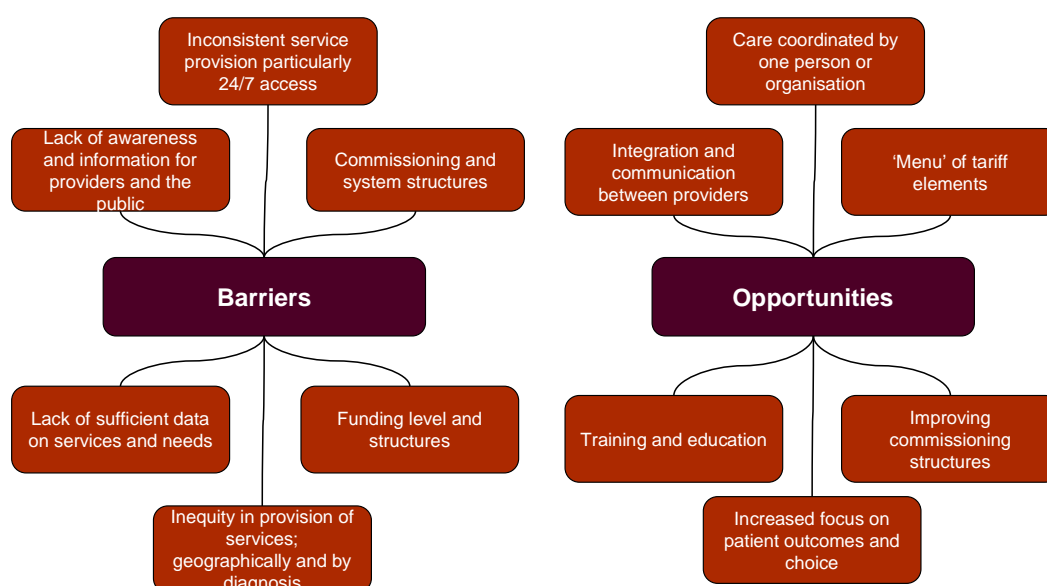 Inconsistent service
provision particularly
24/7 access
Lack of awareness
and information for
providers and the
public
Commissioning and
system structures
Barriers
Lack of sufficient data
on services and needs
Funding level and
structures
Inequity in provision of
services;
geographically and by
diagnosis
Care coordinated by
one person or
organisation
Integration and
communication
between providers
‘Menu’ of tariff
elements
Opportunities
Training and education
Improving
commissioning
structures
Increased focus on
patient outcomes and
choice